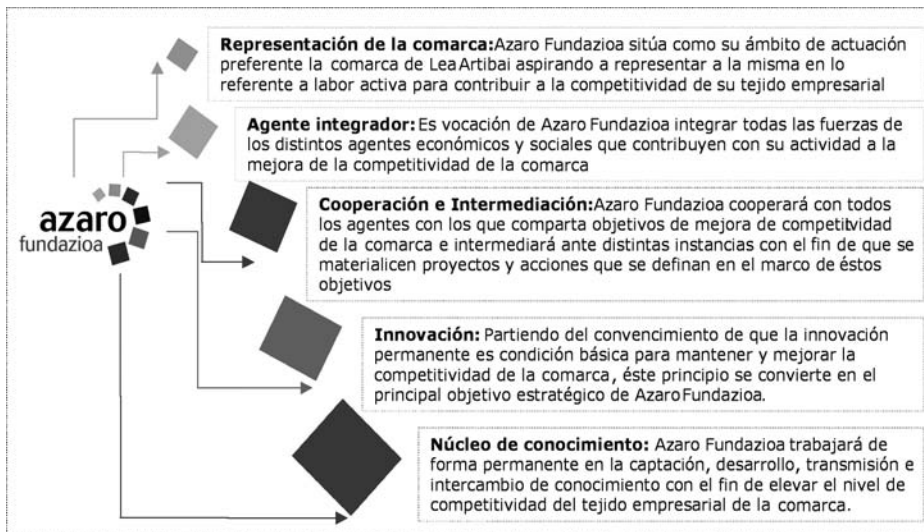 Representación de la comarca:Azaro Fundazioa sitúa como su ámbito de actuación
preferente la comarca de Lea Artibai aspirando a representar a la misma en lo
referente a labor activa para contribuir a la competitividad de su tejido empresarial
Agente integrador: Es vocación de Azaro Fundazioa integrar todas las fuerzas de
los distintos agentes económicos y sociales que contribuyen con su actividad a la
mejora de la competitividad de la comarca
azaro
fundazioa
Cooperación e Intermediación:Azaro Fundazioa cooperará con todos
los agentes con los que comparta objetivos de mejora de competitividad
de la comarca e intermediará ante distintas instancias con el fin de que se
materialicen proyectos y acciones que se definan en el marco de éstos
objetivos
Innovación: Partiendo del convencimiento de que la innovación
permanente es condición básica para mantener y mejorar la
competitividad de la comarca, éste principio se convierte en el
principal objetivo estratégico de Azaro Fundazioa.
Núcleo de conocimiento: Azaro Fundazioa trabajará de
forma permanente en la captación, desarrollo, transmisión e
intercambio de conocimiento con el fin de elevar el nivel de
competitividad del tejido empresarial de la comarca.